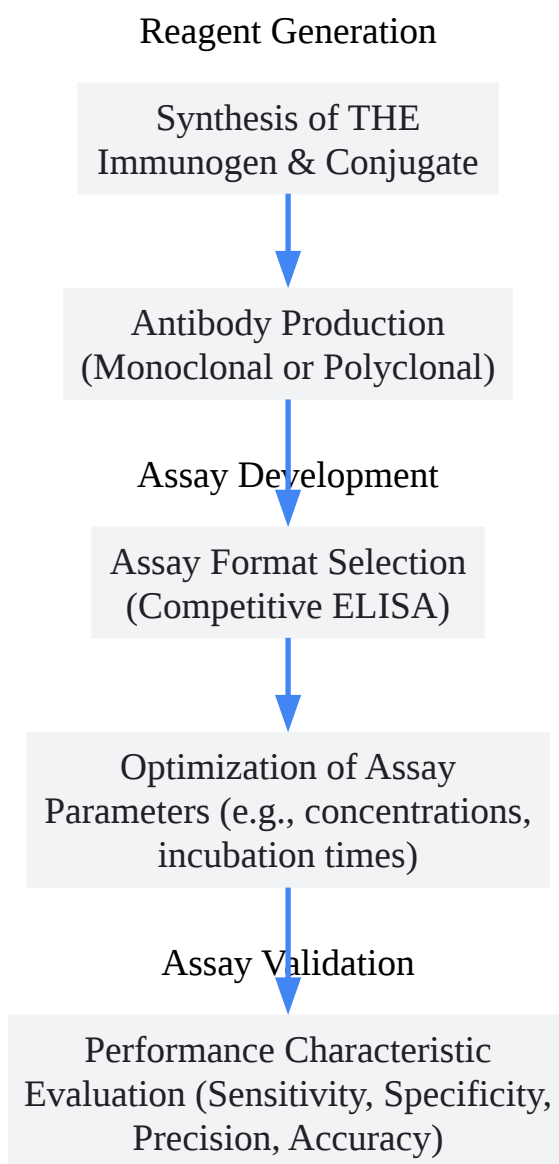 Reagent Generation
Synthesis of THE
Immunogen & Conjugate
Antibody Production
(Monoclonal or Polyclonal)
Assay Development
Assay Format Selection
(Competitive ELISA)
Optimization of Assay
Parameters (e.g., concentrations,
incubation times)
Assay Validation
Performance Characteristic
Evaluation (Sensitivity, Specificity,
Precision, Accuracy)